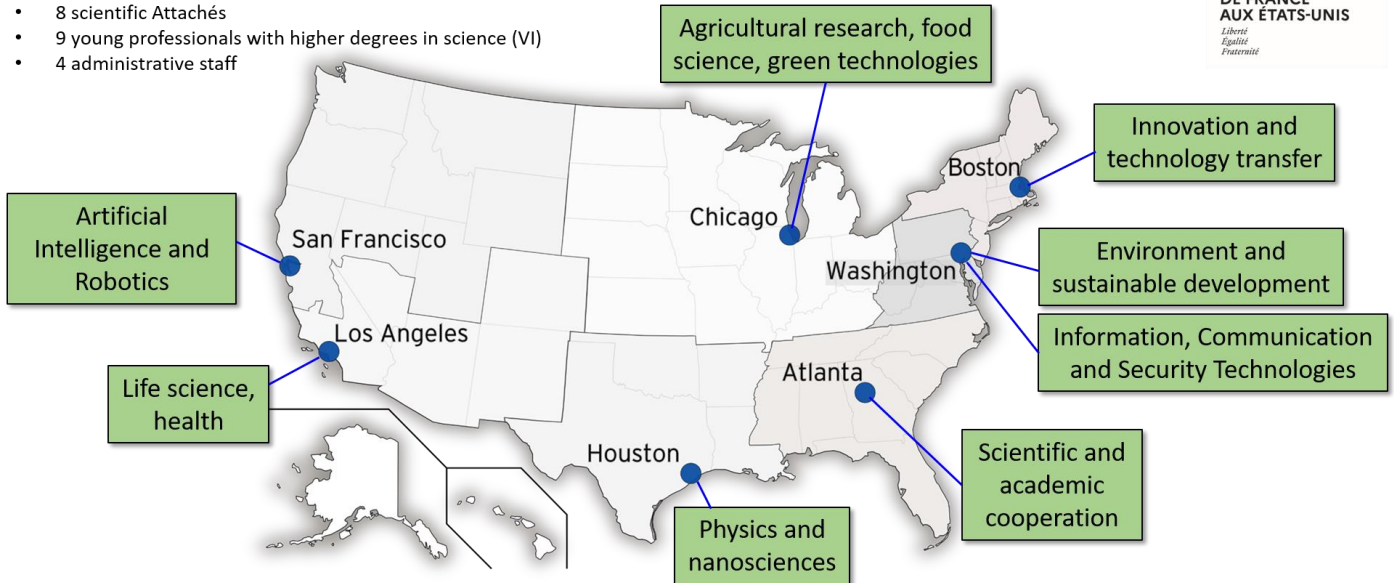 • 8 scientific Attachés
• 9 young professionals with higher degrees in science (VI)
• 4 administrative staff
DE FRANCE
AUX ÉTATS-UNIS
Liberté
Égalité
Fraternité
Agricultural research, food
science, green technologies
Innovation and
technology transfer
Boston
Artificial
Intelligence and
Robotics
San Francisco
Chicago
Washington
Environment and
sustainable development
Information, Communication
and Security Technologies
Los Angeles
Life science,
health
Atlanta
Houston
Scientific and
academic
cooperation
Physics and
nanosciences